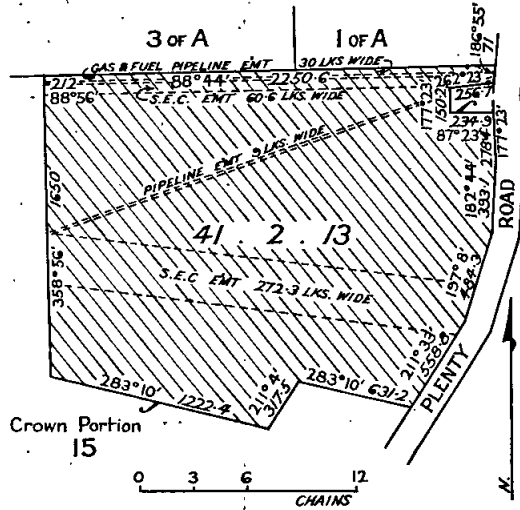 3 OF A
1 OF A
186°55'
71
GAS & FUEL PIPELINE EMT
30 LKS. WIDE
212
88°44'
2250·6
262°23'
88°56'
S.E.C. EMT 60·6 LKS. WIDE
177°23'
150·2
256·7
234·9
87°23'
278·4
177°23'
PIPELINE EMT 9 LKS. WIDE
182°44'
393·1
ROAD
1650
358°56'
41 . 2 . 13
197°8'
484·3
S.E.C. EMT 272·3 LKS. WIDE
211°33'
558·8
PLENTY
283°10'
1222·4
211°4'
317·5
283°10'
631·2
Crown Portion
15
0 3 6 12
CHAINS
N.